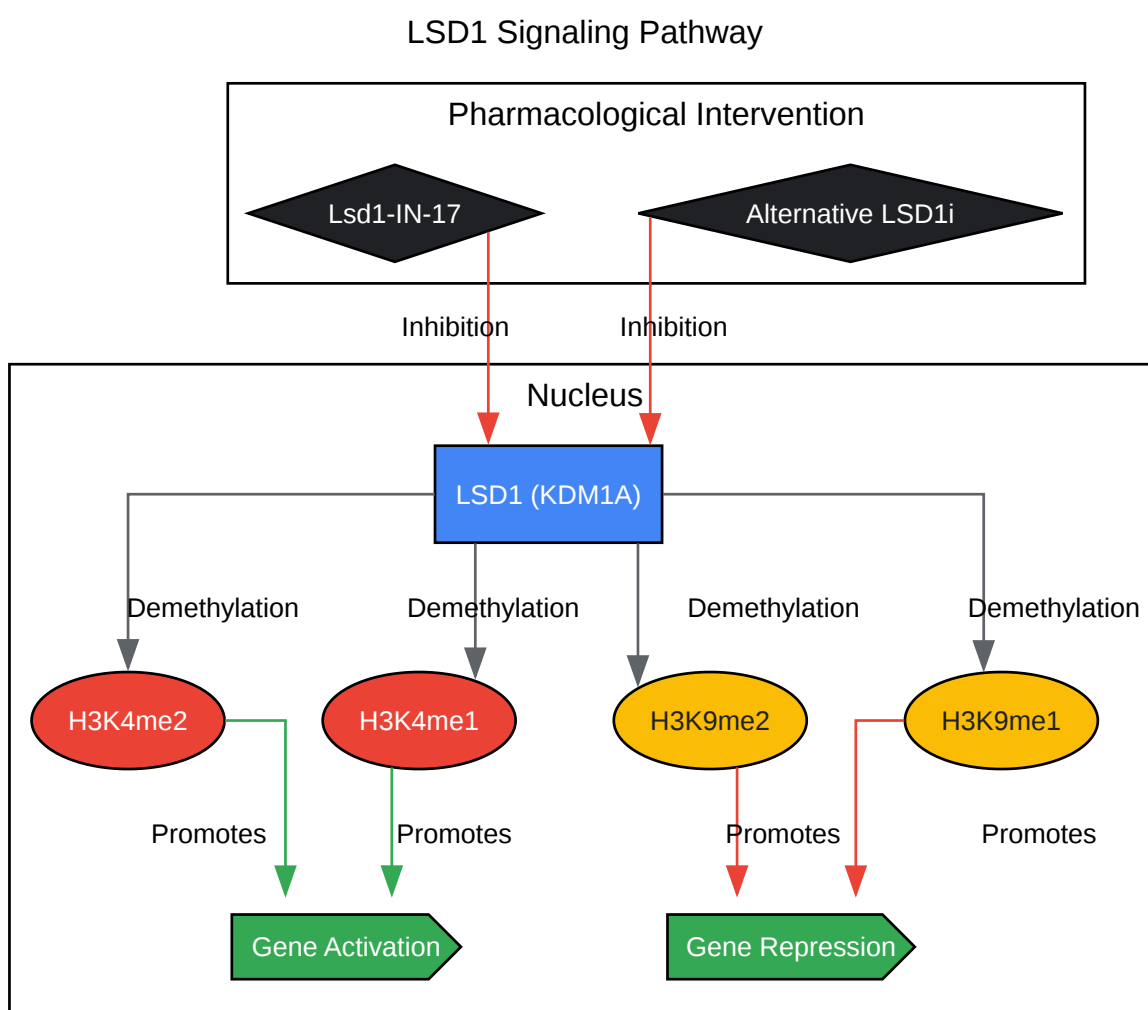 LSD1 Signaling Pathway
Pharmacological Intervention
Lsd1-IN-17
Alternative LSD1i
Inhibition
Inhibition
Nucleus
LSD1 (KDM1A)
Demethylation
Demethylation
Demethylation
Demethylation
H3K4me2
H3K4me1
H3K9me2
H3K9me1
Promotes
Promotes
Promotes
Promotes
Gene Activation
Gene Repression